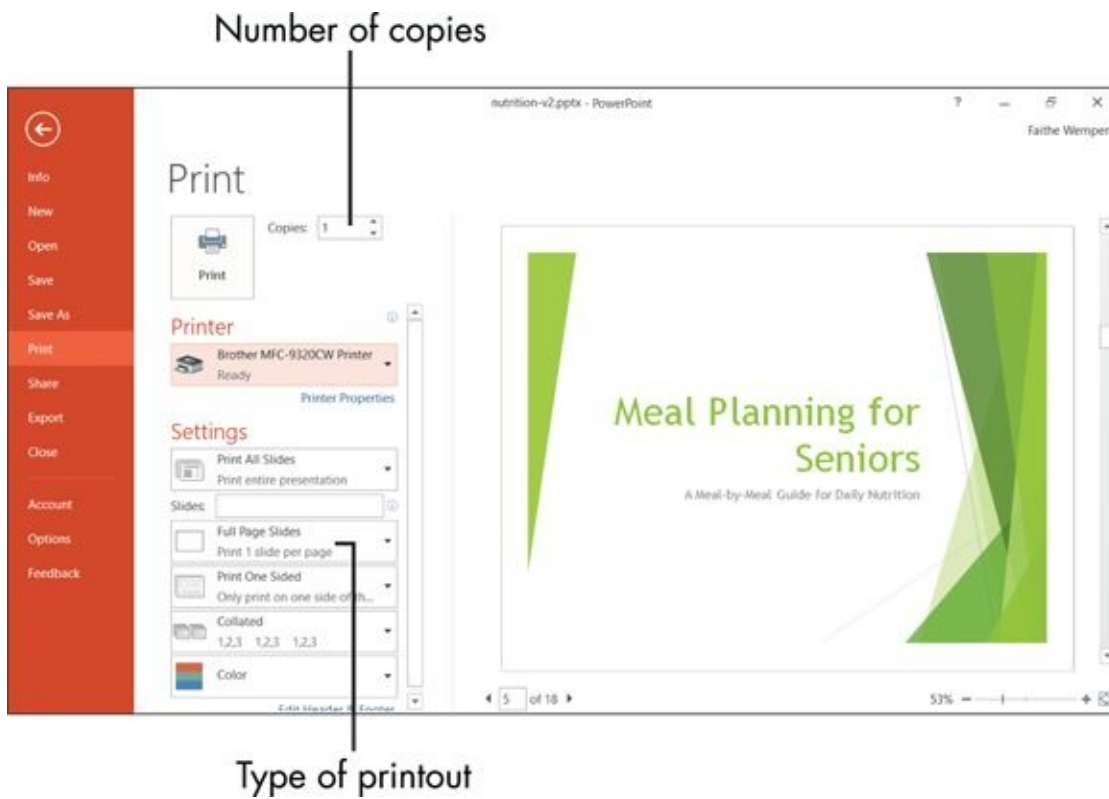 Number of copies
nutrition-v2.pptx - PowerPoint
?
Faithe Wemper
Info
New
Open
Save
Save As
Print
Share
Export
Close
Account
Options
Feedback
Print
Print
Copies: 1
Printer
Brother MFC-9320CW Printer
Ready
Printer Properties
Settings
Print All Slides
Print entire presentation
Slides:
Full Page Slides
Print 1 slide per page
Print One Sided
Only print on one side of th...
Collated
1,2,3 1,2,3 1,2,3
Color
Edit Header & Footer
Meal Planning for
Seniors
A Meal-by-Meal Guide for Daily Nutrition
5 of 18
53%
Type of printout